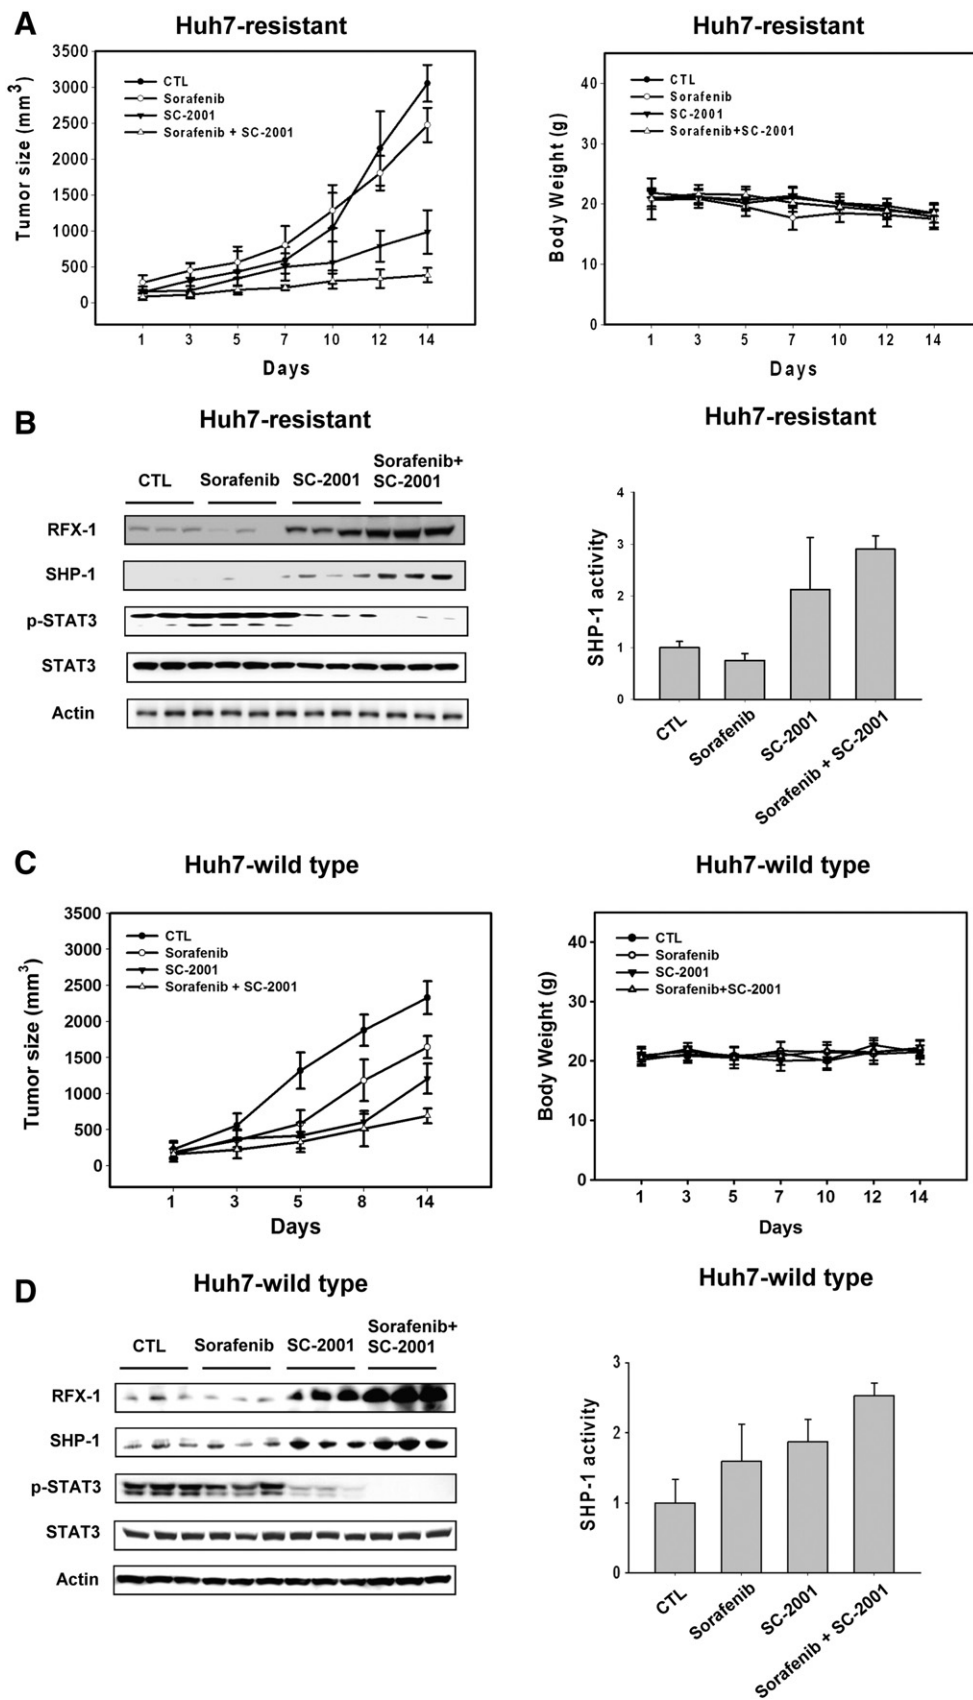 A
Huh7-resistant
Huh7-resistant
Tumor size (mm3)
3500
3000
2500
2000
1500
1000
500
0
CTL
Sorafenib
SC-2001
Sorafenib + SC-2001
1 3 5 7 10 12 14
Days
Body Weight (g)
40
30
20
10
0
CTL
Sorafenib
SC-2001
Sorafenib+SC-2001
1 3 5 7 10 12 14
Days
B
Huh7-resistant
Huh7-resistant
CTL Sorafenib SC-2001 Sorafenib+
SC-2001
RFX-1
SHP-1
p-STAT3
STAT3
Actin
SHP-1 activity
4
3
2
1
0
CTL
Sorafenib
SC-2001
Sorafenib + SC-2001
C
Huh7-wild type
Huh7-wild type
Tumor size (mm3)
3500
3000
2500
2000
1500
1000
500
0
CTL
Sorafenib
SC-2001
Sorafenib + SC-2001
1 3 5 8 14
Days
Body Weight (g)
40
30
20
10
0
CTL
Sorafenib
SC-2001
Sorafenib+SC-2001
1 3 5 7 10 12 14
Days
D
Huh7-wild type
Huh7-wild type
CTL Sorafenib SC-2001 Sorafenib+
SC-2001
RFX-1
SHP-1
p-STAT3
STAT3
Actin
SHP-1 activity
3
2
1
0
CTL
Sorafenib
SC-2001
Sorafenib + SC-2001